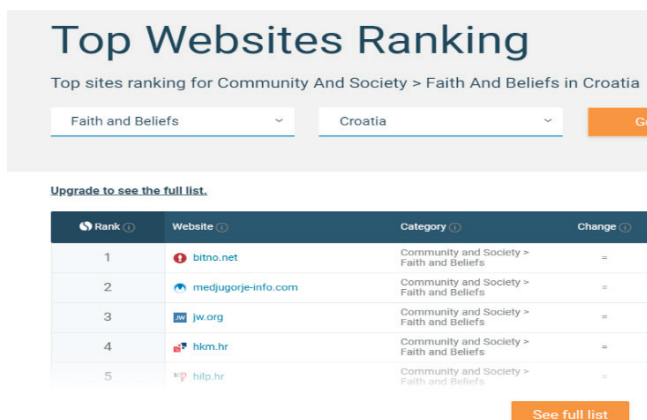 Top Websites Ranking
Top sites ranking for Community And Society > Faith And Beliefs in Croatia
Faith and Beliefs Croatia
Upgrade to see the full list.
Rank Website Category Change
1 bitno.net Community and Society > Faith and Beliefs =
2 medjugorje-info.com Community and Society > Faith and Beliefs =
3 JW jw.org Community and Society > Faith and Beliefs =
4 hkm.hr Community and Society > Faith and Beliefs =
5 hilp.hr Community and Society > Faith and Beliefs =
See full list